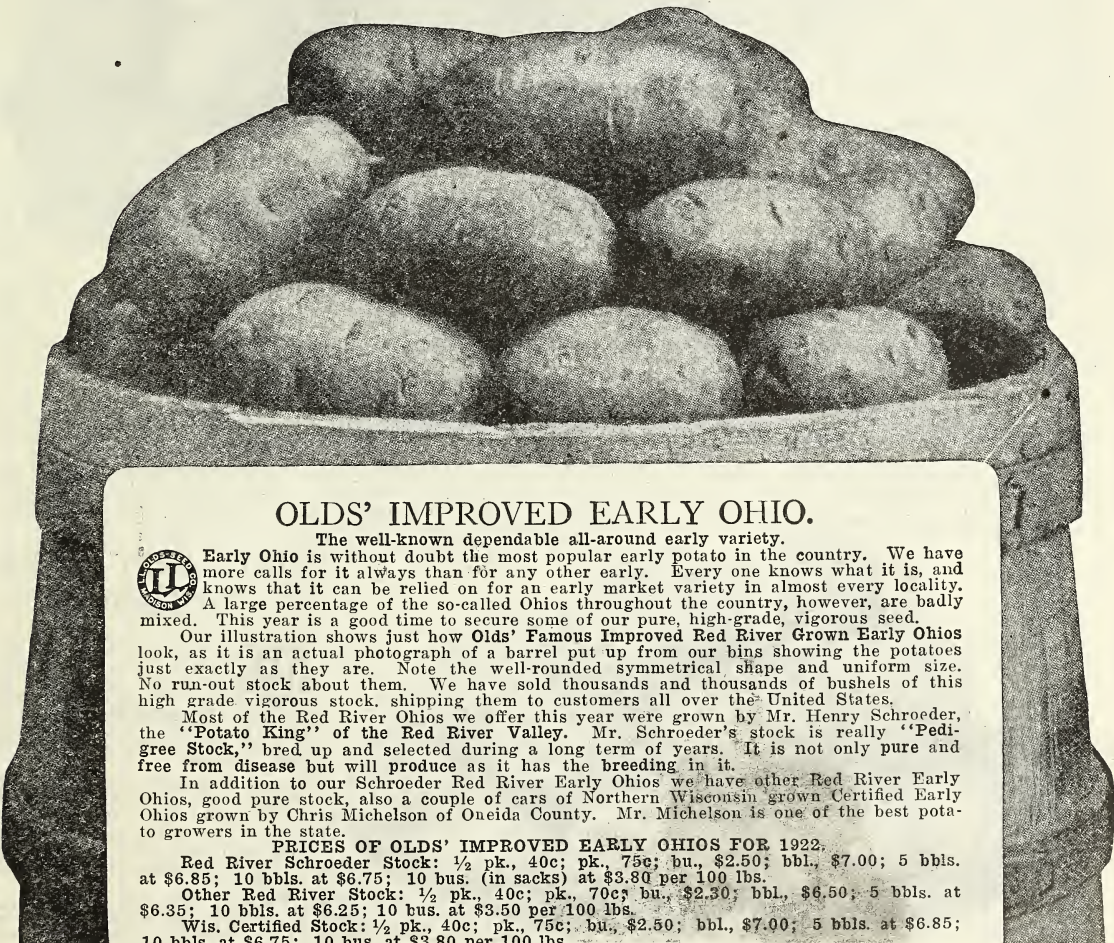 OLDS' IMPROVED EARLY OHIO.
The well-known dependable all-around early variety.
L.L. OLDS SEED CO. MADISON WIS.
Early Ohio is without doubt the most popular early potato in the country. We have
more calls for it always than for any other early. Every one knows what it is, and
knows that it can be relied on for an early market variety in almost every locality.
A large percentage of the so-called Ohios throughout the country, however, are badly
mixed. This year is a good time to secure some of our pure, high-grade, vigorous seed.
Our illustration shows just how Olds' Famous Improved Red River Grown Early Ohios
look, as it is an actual photograph of a barrel put up from our bins showing the potatoes
just exactly as they are. Note the well-rounded symmetrical shape and uniform size.
No run-out stock about them. We have sold thousands and thousands of bushels of this
high grade vigorous stock, shipping them to customers all over the United States.
Most of the Red River Ohios we offer this year were grown by Mr. Henry Schroeder,
the "Potato King" of the Red River Valley. Mr. Schroeder's stock is really "Pedi-
gree Stock," bred up and selected during a long term of years. It is not only pure and
free from disease but will produce as it has the breeding in it.
In addition to our Schroeder Red River Early Ohios we have other Red River Early
Ohios, good pure stock, also a couple of cars of Northern Wisconsin grown Certified Early
Ohios grown by Chris Michelson of Oneida County. Mr. Michelson is one of the best pota-
to growers in the state.
PRICES OF OLDS' IMPROVED EARLY OHIOS FOR 1922.
Red River Schroeder Stock: ½ pk., 40c; pk., 75c; bu., $2.50; bbl., $7.00; 5 bbls.
at $6.85; 10 bbls. at $6.75; 10 bus. (in sacks) at $3.80 per 100 lbs.
Other Red River Stock: ½ pk., 40c; pk., 70c; bu., $2.30; bbl., $6.50; 5 bbls. at
$6.35; 10 bbls. at $6.25; 10 bus. at $3.50 per 100 lbs.
Wis. Certified Stock: ½ pk., 40c; pk., 75c; bu., $2.50; bbl., $7.00; 5 bbls. at $6.85;
10 bbls. at $6.75; 10 bus. at $3.80 per 100 lbs.